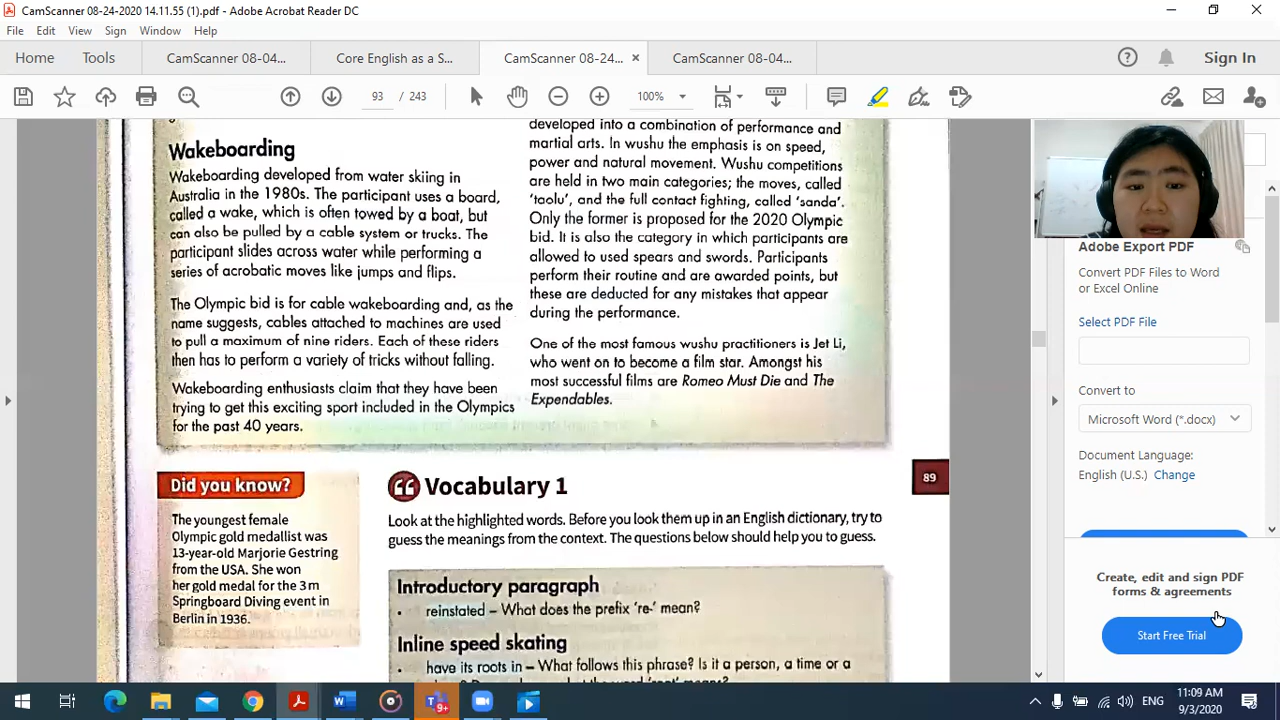 CamScanner 08-24-2020 14.11.55 (1).pdf - Adobe Acrobat Reader DC
File Edit View Sign Window Help
Home Tools CamScanner 08-04... Core English as a S... CamScanner 08-24... CamScanner 08-04... Sign In
93 / 243 100%
Wakeboarding
Wakeboarding developed from water skiing in
Australia in the 1980s. The participant uses a board,
called a wake, which is often towed by a boat, but
can also be pulled by a cable system or trucks. The
participant slides across water while performing a
series of acrobatic moves like jumps and flips.
The Olympic bid is for cable wakeboarding and, as the
name suggests, cables attached to machines are used
to pull a maximum of nine riders. Each of these riders
then has to perform a variety of tricks without falling.
Wakeboarding enthusiasts claim that they have been
trying to get this exciting sport included in the Olympics
for the past 40 years.
developed into a combination of performance and
martial arts. In wushu the emphasis is on speed,
power and natural movement. Wushu competitions
are held in two main categories; the moves, called
‘taolu’, and the full contact fighting, called ‘sanda’.
Only the former is proposed for the 2020 Olympic
bid. It is also the category in which participants are
allowed to used spears and swords. Participants
perform their routine and are awarded points, but
these are deducted for any mistakes that appear
during the performance.
One of the most famous wushu practitioners is Jet Li,
who went on to become a film star. Amongst his
most successful films are Romeo Must Die and The
Expendables.
89
Did you know?
The youngest female
Olympic gold medallist was
13-year-old Marjorie Gestring
from the USA. She won
her gold medal for the 3m
Springboard Diving event in
Berlin in 1936.
Vocabulary 1
Look at the highlighted words. Before you look them up in an English dictionary, try to
guess the meanings from the context. The questions below should help you to guess.
Introductory paragraph
• reinstated – What does the prefix ‘re-’ mean?
Inline speed skating
• have its roots in – What follows this phrase? Is it a person, a time or a
Adobe Export PDF
Convert PDF Files to Word
or Excel Online
Select PDF File
Convert to
Microsoft Word (*.docx)
Document Language:
English (U.S.) Change
Create, edit and sign PDF
forms & agreements
Start Free Trial
9+
ENG
11:09 AM
9/3/2020